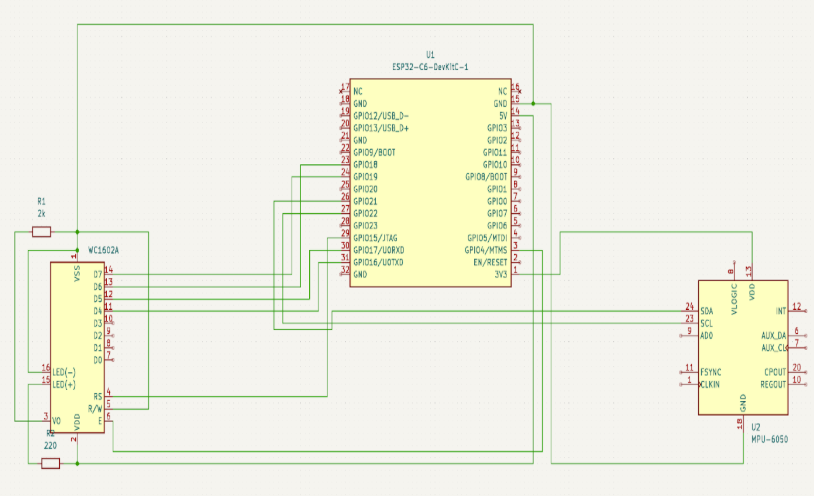 U1
ESP32-C6-DevKitC-1
17 NC NC 16
18 GND GND 15
19 GPIO12/USB_D- 5V 14
20 GPIO13/USB_D+ GPIO3 13
21 GND GPIO2 12
22 GPIO9/BOOT GPIO11 11
23 GPIO18 GPIO10 10
24 GPIO19 GPIO8/BOOT 9
25 GPIO20 GPIO1 8
26 GPIO21 GPIO0 7
27 GPIO22 GPIO7 6
28 GPIO23 GPIO6 5
29 GPIO15/JTAG GPIO5/MTDI 4
30 GPIO17/U0RXD GPIO4/MTMS 3
31 GPIO16/U0TXD EN/RESET 2
32 GND 3V3 1
R1
2k
WC1602A
1
VSS
D7 14
D6 13
D5 12
D4 11
D3 10
D2 9
D1 8
D0 7
16 LED(-)
15 LED(+)
RS 4
R/W 5
3 VO E 6
R2
VDD
220
2
8 13
VLOGIC VDD
24 SDA INT 12
23 SCL
9 AD0 AUX_DA 6
AUX_CL 7
11 FSYNC CPOUT 20
1 CLKIN REGOUT 10
GND
18
U2
MPU-6050